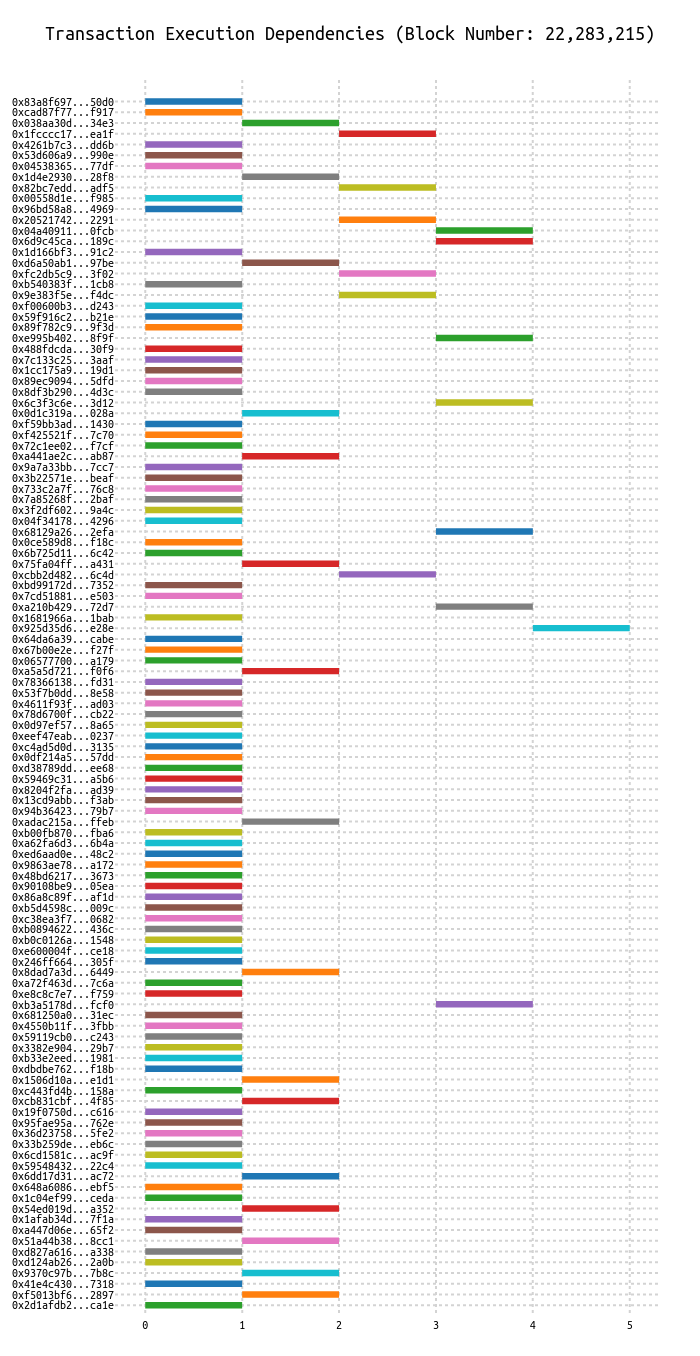 Transaction Execution Dependencies (Block Number: 22,283,215)
0x83a8f697...50d0
0xcad87f77...f917
0x038aa30d...34e3
0x1fcccc17...ea1f
0x4261b7c3...dd6b
0x53d606a9...990e
0x04538365...77df
0x1d4e2930...28f8
0x82bc7edd...adf5
0x00558d1e...f985
0x96bd58a8...4969
0x20521742...2291
0x04a40911...0fcb
0x6d9c45ca...189c
0x1d166bf3...91c2
0xd6a50ab1...97be
0xfc2db5c9...3f02
0xb540383f...1cb8
0x9e383f5e...f4dc
0xf00600b3...d243
0x59f916c2...b21e
0x89f782c9...9f3d
0xe995b402...8f9f
0x488fdcda...30f9
0x7c133c25...3aaf
0x1cc175a9...19d1
0x89ec9094...5dfd
0x8df3b290...4d3c
0x6c3f3c6e...3d12
0x0d1c319a...028a
0xf59bb3ad...1430
0xf425521f...7c70
0x72c1ee02...f7cf
0xa441ae2c...ab87
0x9a7a33bb...7cc7
0x3b22571e...beaf
0x733c2a7f...76c8
0x7a85268f...2baf
0x3f2df602...9a4c
0x04f34178...4296
0x68129a26...2efa
0x0ce589d8...f18c
0x6b725d11...6c42
0x75fa04ff...a431
0xcbb2d482...6c4d
0xbd99172d...7352
0x7cd51881...e503
0xa210b429...72d7
0x1681966a...1bab
0x925d35d6...e28e
0x64da6a39...cabe
0x67b00e2e...f27f
0x06577700...a179
0xa5a5d721...f0f6
0x78366138...fd31
0x53f7b0dd...8e58
0x4611f93f...ad03
0x78d6700f...cb22
0x0d97ef57...8a65
0xeef47eab...0237
0xc4ad5d0d...3135
0x0df214a5...57dd
0xd38789dd...ee68
0x59469c31...a5b6
0x8204f2fa...ad39
0x13cd9abb...f3ab
0x94b36423...79b7
0xadac215a...ffeb
0xb00fb870...fba6
0xa62fa6d3...6b4a
0xed6aad0e...48c2
0x9863ae78...a172
0x48bd6217...3673
0x90108be9...05ea
0x86a8c89f...af1d
0xb5d4598c...009c
0xc38ea3f7...0682
0xb0894622...436c
0xb0c0126a...1548
0xe600004f...ce18
0x246ff664...305f
0x8dad7a3d...6449
0xa72f463d...7c6a
0xe8c8c7e7...f759
0xb3a5178d...fcf0
0x681250a0...31ec
0x4550b11f...3fbb
0x59119cb0...c243
0x3382e904...29b7
0xb33e2eed...1981
0xdbdbe762...f18b
0x1506d10a...e1d1
0xc443fd4b...158a
0xcb831cbf...4f85
0x19f0750d...c616
0x95fae95a...762e
0x36d23758...5fe2
0x33b259de...eb6c
0x6cd1581c...ac9f
0x59548432...22c4
0x6dd17d31...ac72
0x648a6086...ebf5
0x1c04ef99...ceda
0x54ed019d...a352
0x1afab34d...7f1a
0xa447d06e...65f2
0x51a44b38...8cc1
0xd827a616...a338
0xd124ab26...2a0b
0x9370c97b...7b8c
0x41e4c430...7318
0xf5013bf6...2897
0x2d1afdb2...ca1e
0 1 2 3 4 5